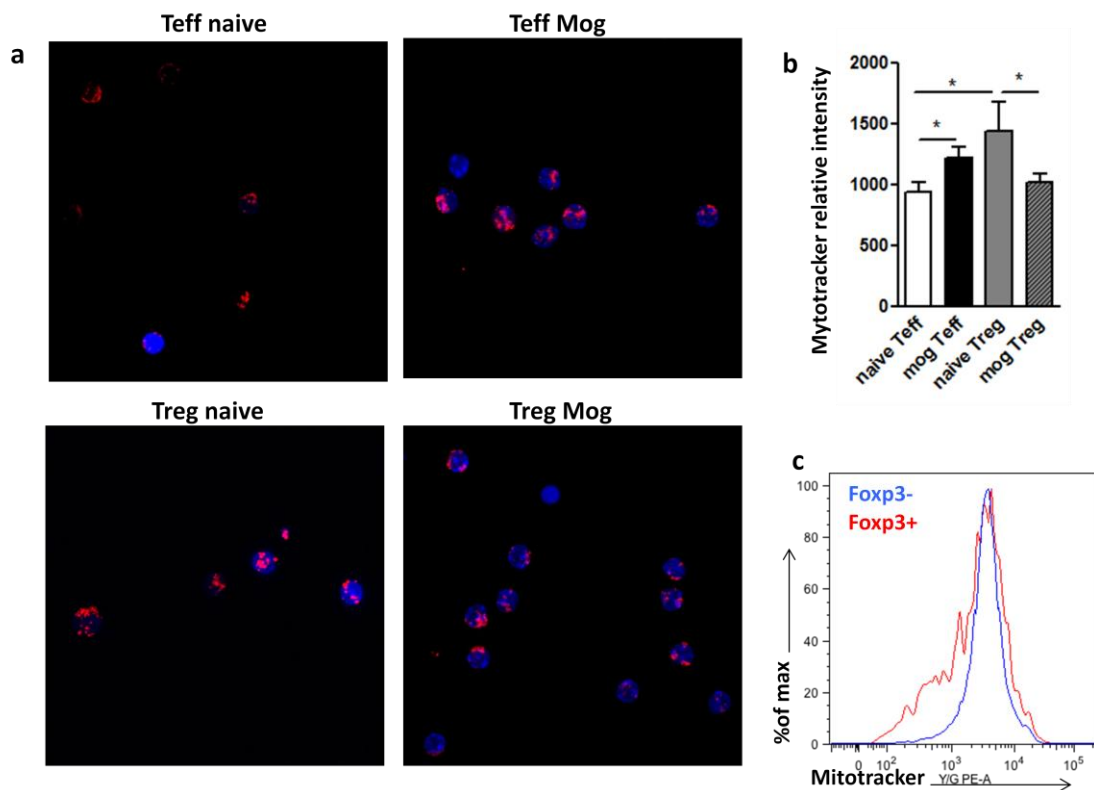 Teff naive
Teff Mog
a
Treg naive
Treg Mog
b
Mytotracker relative intensity
2000
1500
1000
500
0
*
*
*
naive Teff
mog Teff
naive Treg
mog Treg
c
Foxp3-
Foxp3+
%of max
100
80
60
40
20
0
0 10² 10³ 10⁴ 10⁵
Mitotracker Y/G PE-A